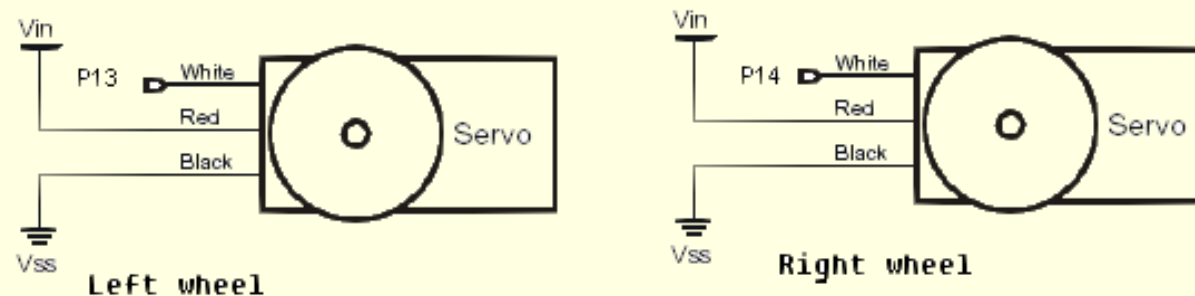 Vin
P13
White
Red
Servo
Black
Vss
Left wheel
Vin
P14
White
Red
Servo
Black
Vss
Right wheel